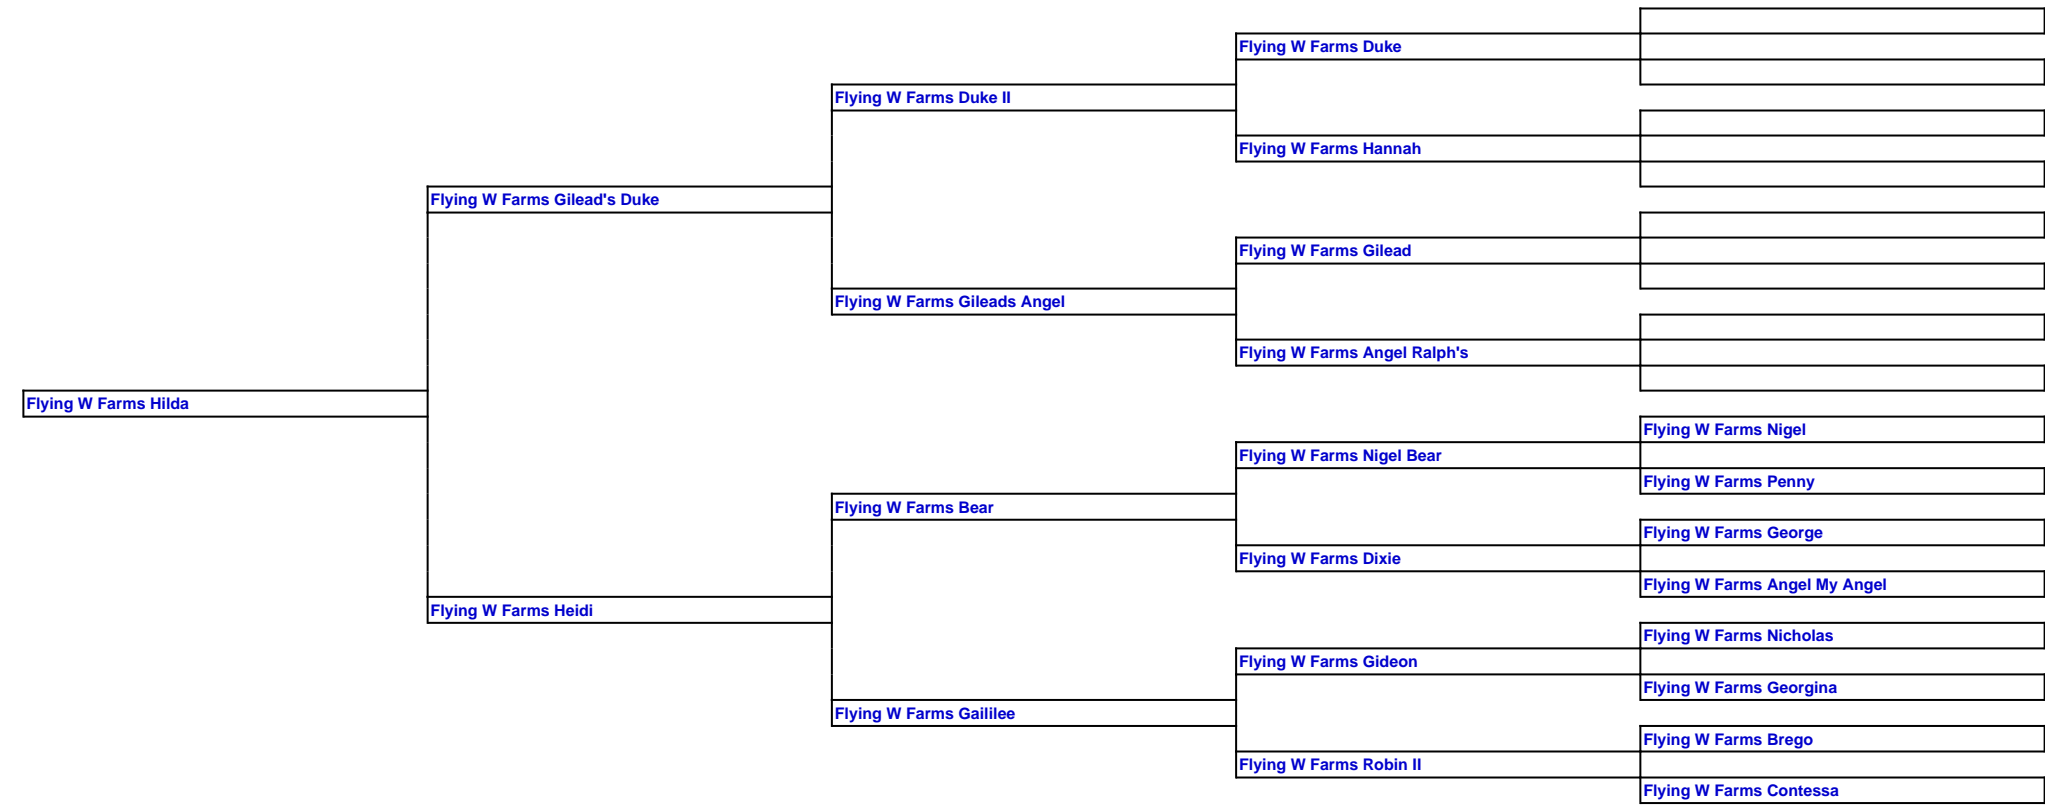 Flying W Farms Duke
Flying W Farms Duke II
Flying W Farms Hannah
Flying W Farms Gilead's Duke
Flying W Farms Gilead
Flying W Farms Gileads Angel
Flying W Farms Angel Ralph's
Flying W Farms Hilda
Flying W Farms Nigel
Flying W Farms Nigel Bear
Flying W Farms Penny
Flying W Farms Bear
Flying W Farms George
Flying W Farms Dixie
Flying W Farms Angel My Angel
Flying W Farms Heidi
Flying W Farms Nicholas
Flying W Farms Gideon
Flying W Farms Georgina
Flying W Farms Gaililee
Flying W Farms Brego
Flying W Farms Robin II
Flying W Farms Contessa